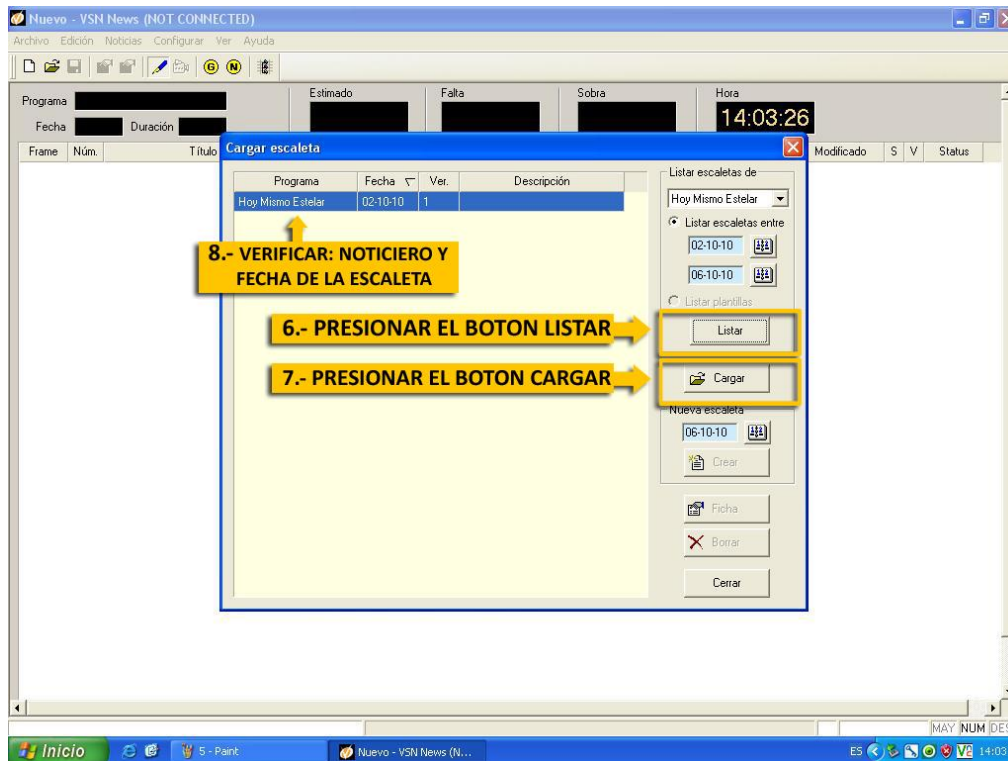 Nuevo - VSN News (NOT CONNECTED)
Archivo Edición Noticias Configurar Ver Ayuda
G N
Programa
Estimado Falta Sobra Hora
14:03:26
Fecha Duración
Frame Núm. Título Modificado S V Status
Cargar escaleta
Programa Fecha Ver. Descripción
Hoy Mismo Estelar 02-10-10 1
Listar escaletas de
Hoy Mismo Estelar
Listar escaletas entre
02-10-10
06-10-10
Listar plantillas
8.- VERIFICAR: NOTICIERO Y
FECHA DE LA ESCALETA
6.- PRESIONAR EL BOTON LISTAR
Listar
7.- PRESIONAR EL BOTON CARGAR
Cargar
Nueva escaleta
06-10-10
Crear
Ficha
Borrar
Cerrar
MAY NUM DES
Inicio 5 - Paint Nuevo - VSN News (N... ES 14:03